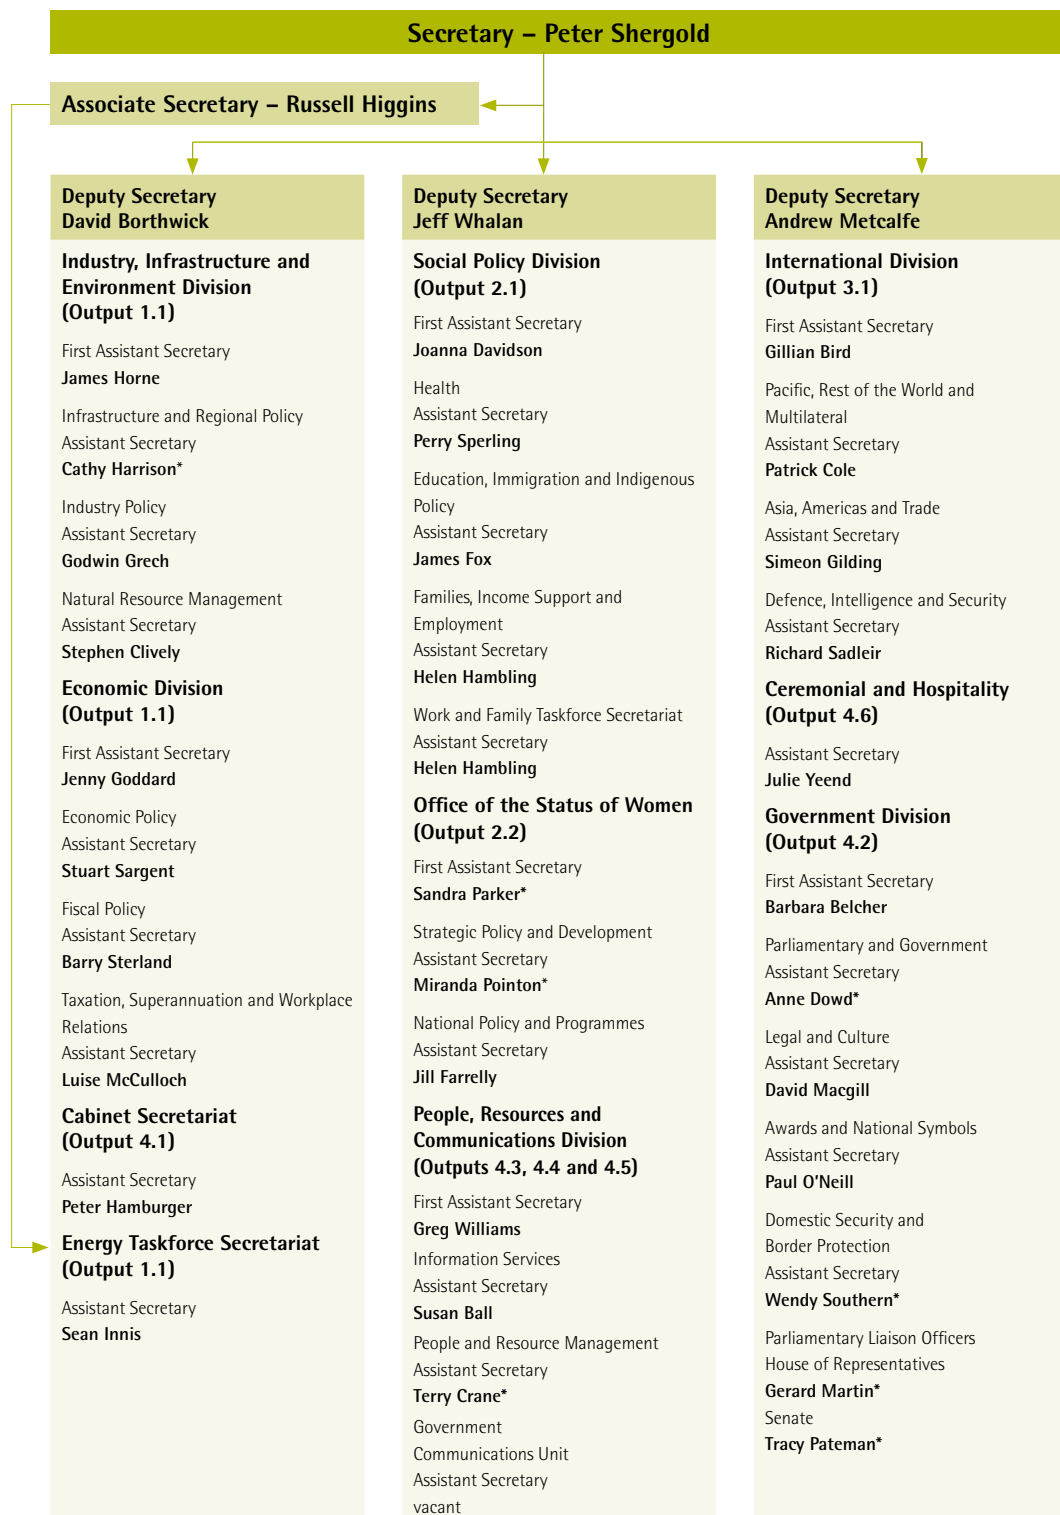 Secretary – Peter Shergold
Associate Secretary – Russell Higgins
Deputy Secretary
David Borthwick
Industry, Infrastructure and
Environment Division
(Output 1.1)
First Assistant Secretary
James Horne
Infrastructure and Regional Policy
Assistant Secretary
Cathy Harrison*
Industry Policy
Assistant Secretary
Godwin Grech
Natural Resource Management
Assistant Secretary
Stephen Clively
Economic Division
(Output 1.1)
First Assistant Secretary
Jenny Goddard
Economic Policy
Assistant Secretary
Stuart Sargent
Fiscal Policy
Assistant Secretary
Barry Sterland
Taxation, Superannuation and Workplace
Relations
Assistant Secretary
Luise McCulloch
Cabinet Secretariat
(Output 4.1)
Assistant Secretary
Peter Hamburger
Energy Taskforce Secretariat
(Output 1.1)
Assistant Secretary
Sean Innis
Deputy Secretary
Jeff Whalan
Social Policy Division
(Output 2.1)
First Assistant Secretary
Joanna Davidson
Health
Assistant Secretary
Perry Sperling
Education, Immigration and Indigenous
Policy
Assistant Secretary
James Fox
Families, Income Support and
Employment
Assistant Secretary
Helen Hambling
Work and Family Taskforce Secretariat
Assistant Secretary
Helen Hambling
Office of the Status of Women
(Output 2.2)
First Assistant Secretary
Sandra Parker*
Strategic Policy and Development
Assistant Secretary
Miranda Pointon*
National Policy and Programmes
Assistant Secretary
Jill Farrelly
People, Resources and
Communications Division
(Outputs 4.3, 4.4 and 4.5)
First Assistant Secretary
Greg Williams
Information Services
Assistant Secretary
Susan Ball
People and Resource Management
Assistant Secretary
Terry Crane*
Government
Communications Unit
Assistant Secretary
vacant
Deputy Secretary
Andrew Metcalfe
International Division
(Output 3.1)
First Assistant Secretary
Gillian Bird
Pacific, Rest of the World and
Multilateral
Assistant Secretary
Patrick Cole
Asia, Americas and Trade
Assistant Secretary
Simeon Gilding
Defence, Intelligence and Security
Assistant Secretary
Richard Sadleir
Ceremonial and Hospitality
(Output 4.6)
Assistant Secretary
Julie Yeend
Government Division
(Output 4.2)
First Assistant Secretary
Barbara Belcher
Parliamentary and Government
Assistant Secretary
Anne Dowd*
Legal and Culture
Assistant Secretary
David Macgill
Awards and National Symbols
Assistant Secretary
Paul O'Neill
Domestic Security and
Border Protection
Assistant Secretary
Wendy Southern*
Parliamentary Liaison Officers
House of Representatives
Gerard Martin*
Senate
Tracy Pateman*